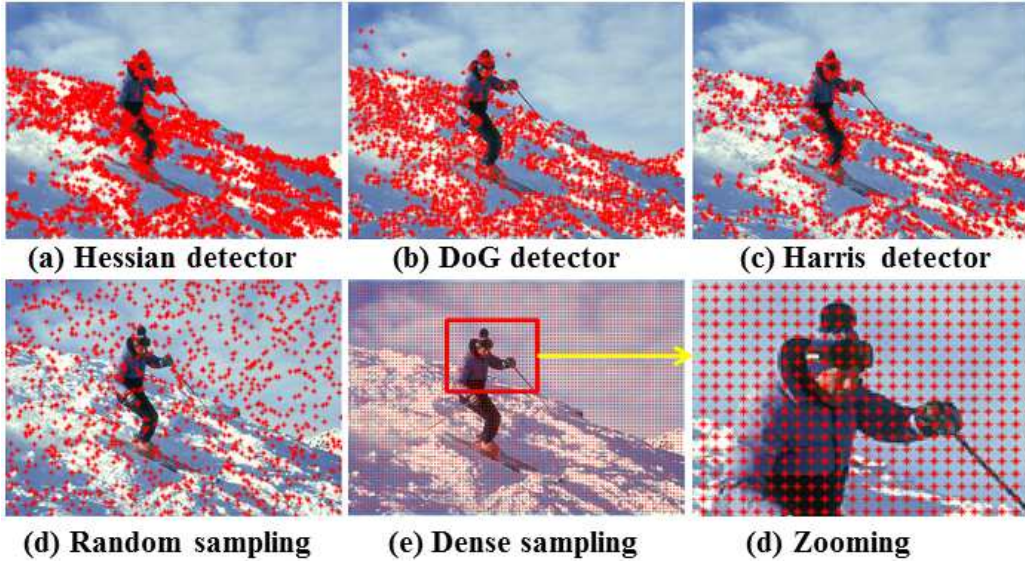 (a) Hessian detector
(b) DoG detector
(c) Harris detector
(d) Random sampling
(e) Dense sampling
(d) Zooming